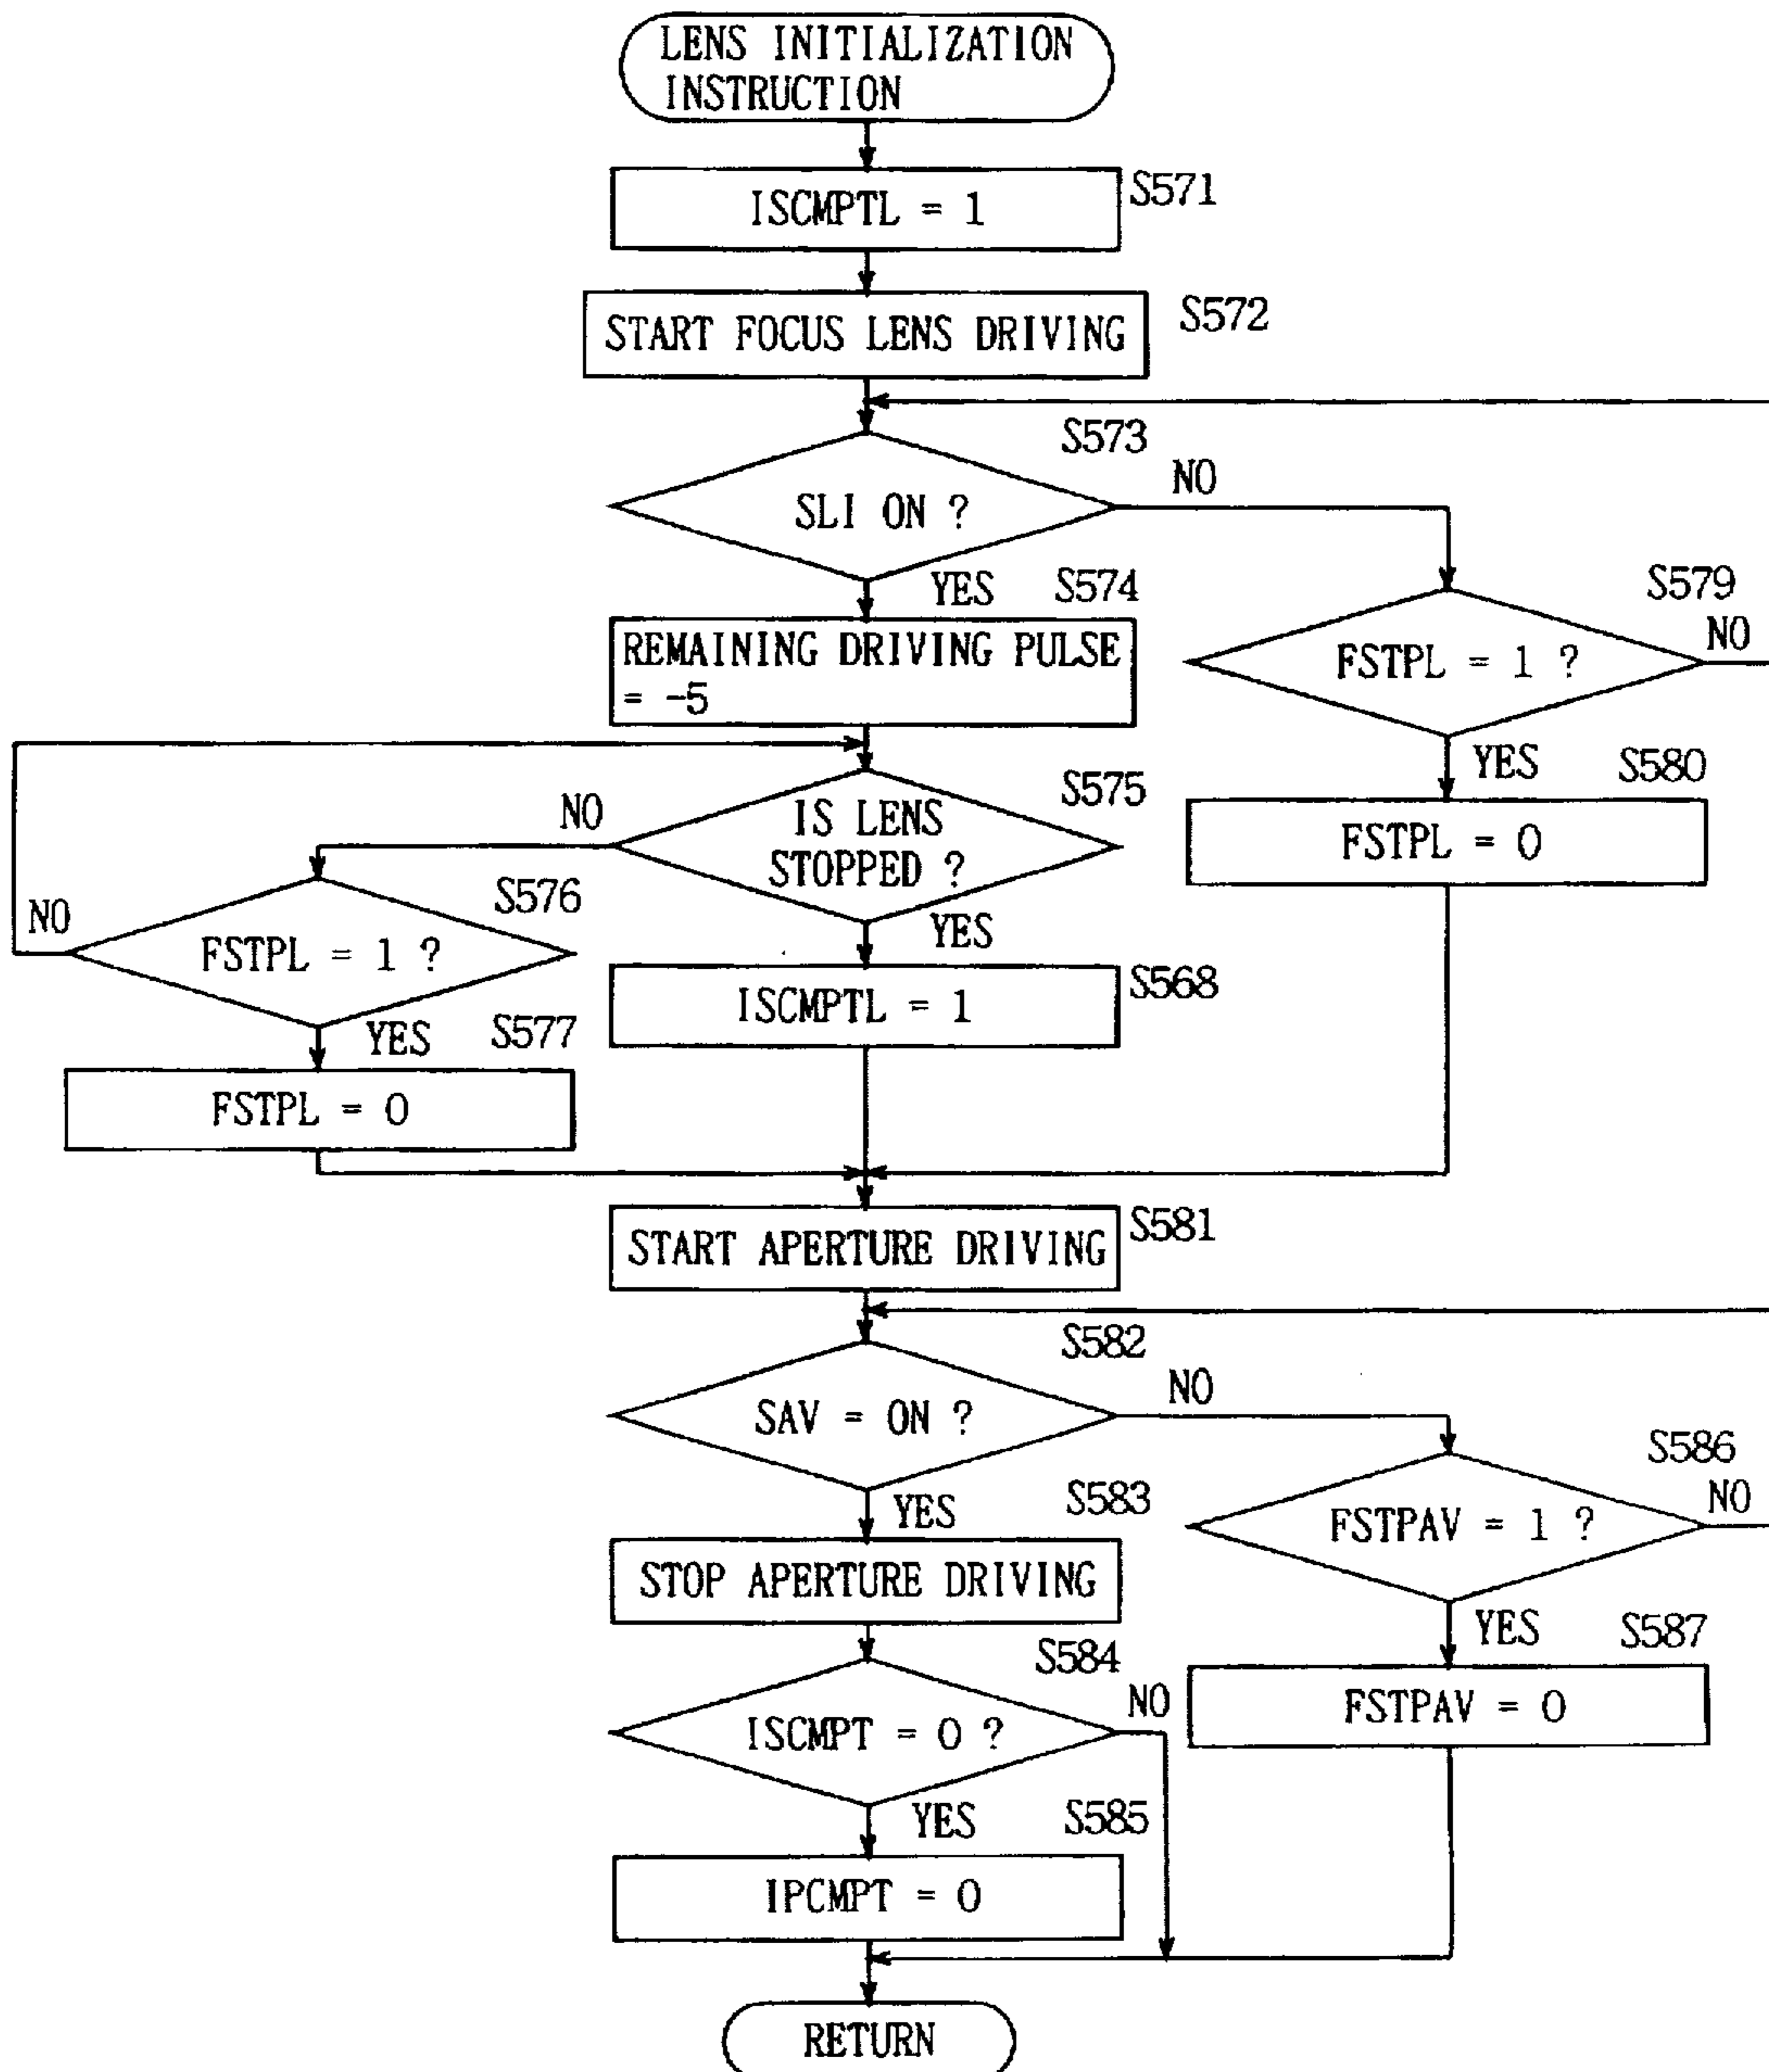 LENS INITIALIZATION
INSTRUCTION
ISCMPTL = 1
S571
START FOCUS LENS DRIVING
S572
S573
SLI ON ?
NO
YES
S574
REMAINING DRIVING PULSE
= -5
S579
FSTPL = 1 ?
NO
YES
S580
FSTPL = 0
S575
IS LENS
STOPPED ?
NO
YES
S576
FSTPL = 1 ?
NO
YES
S577
FSTPL = 0
S568
ISCMPTL = 1
START APERTURE DRIVING
S581
S582
SAV = ON ?
NO
YES
S583
STOP APERTURE DRIVING
S586
FSTPAV = 1 ?
NO
YES
S587
FSTPAV = 0
S584
ISCMPT = 0 ?
NO
YES
S585
IPCMPT = 0
RETURN